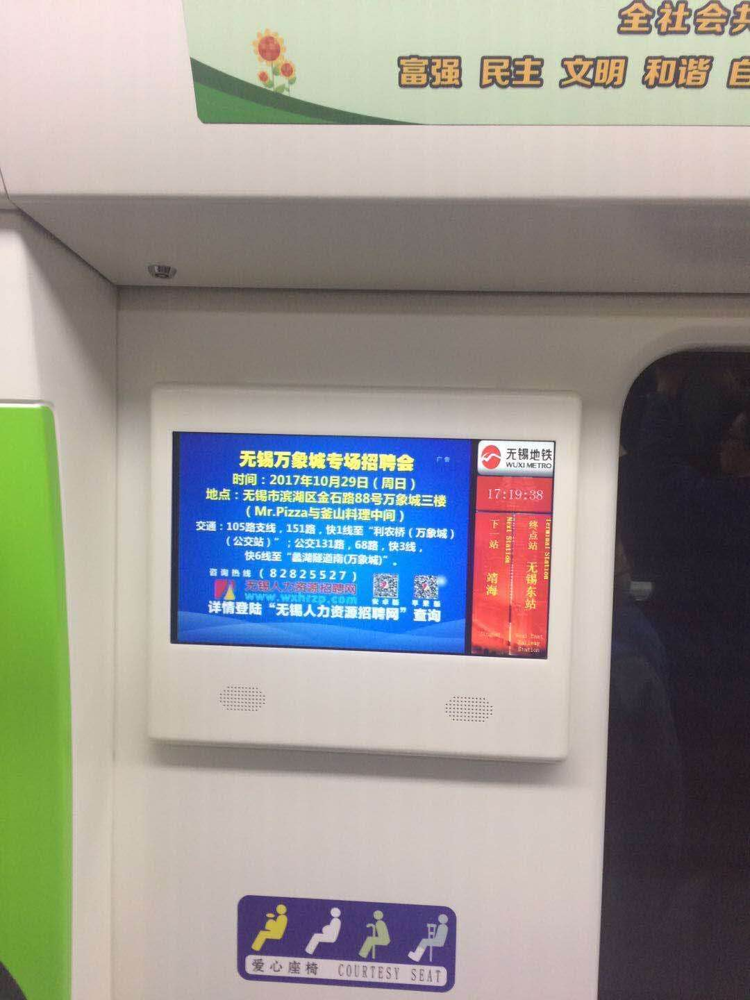 全社会共
富强 民主 文明 和谐 自
无锡万象城专场招聘会
广告
时间：2017年10月29日（周日）
地点：无锡市滨湖区金石路88号万象城三楼
（Mr.Pizza与釜山料理中间）
交通：105路支线，151路，快1线至“利农桥（万象城）
（公交站）”；公交131路，68路，快3线，
快6线至“蠡湖隧道南(万象城)”。
咨询热线（82825527）
无锡人力资源招聘网
www.wxhrzp.com
安卓版 苹果版
详情登陆“无锡人力资源招聘网”查询
无锡地铁
WUXI METRO
17:19:38
下一站 靖海
Next Station
Jinghai
终点站 无锡东站
Terminal Station
Wuxi East
Railway
Station
爱心座椅 COURTESY SEAT